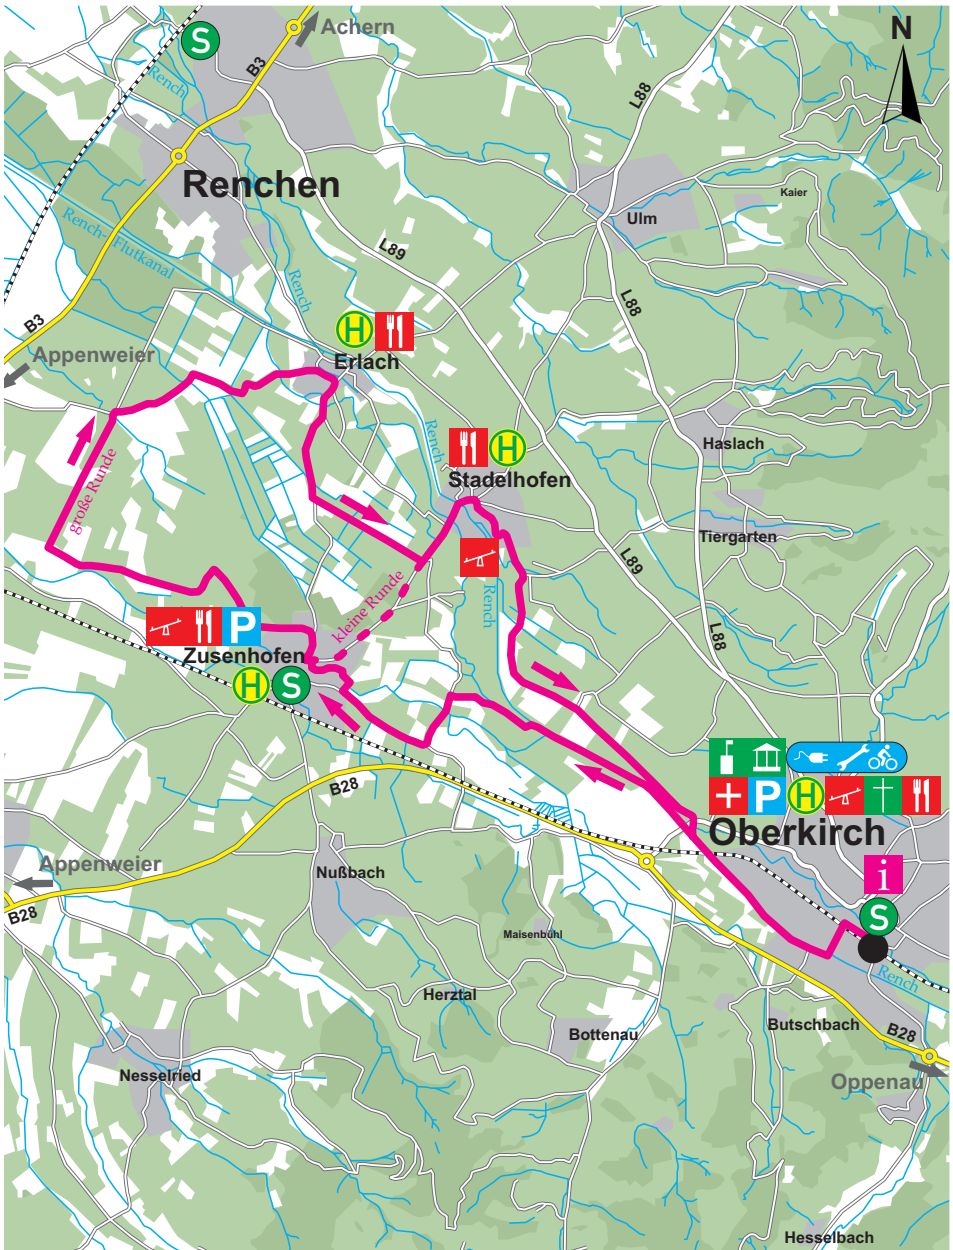 N
Achern
S
B3
Rench
L88
Renchen
Kaier
Ulm
Rench-Flutkanal
L89
Rench
L88
B3
H
Erlach
Appenweier
Rench
H
Stadelhofen
Haslach
große Runde
Tiergarten
L89
kleine Runde
Rench
P
L88
Zusenhofen
H
S
P
H
B28
Oberkirch
Appenweier
Nußbach
i
B28
S
Maisenbühl
Rench
Herztal
Bottenau
Butschbach
B28
Nesselried
Oppenau
Hesselbach